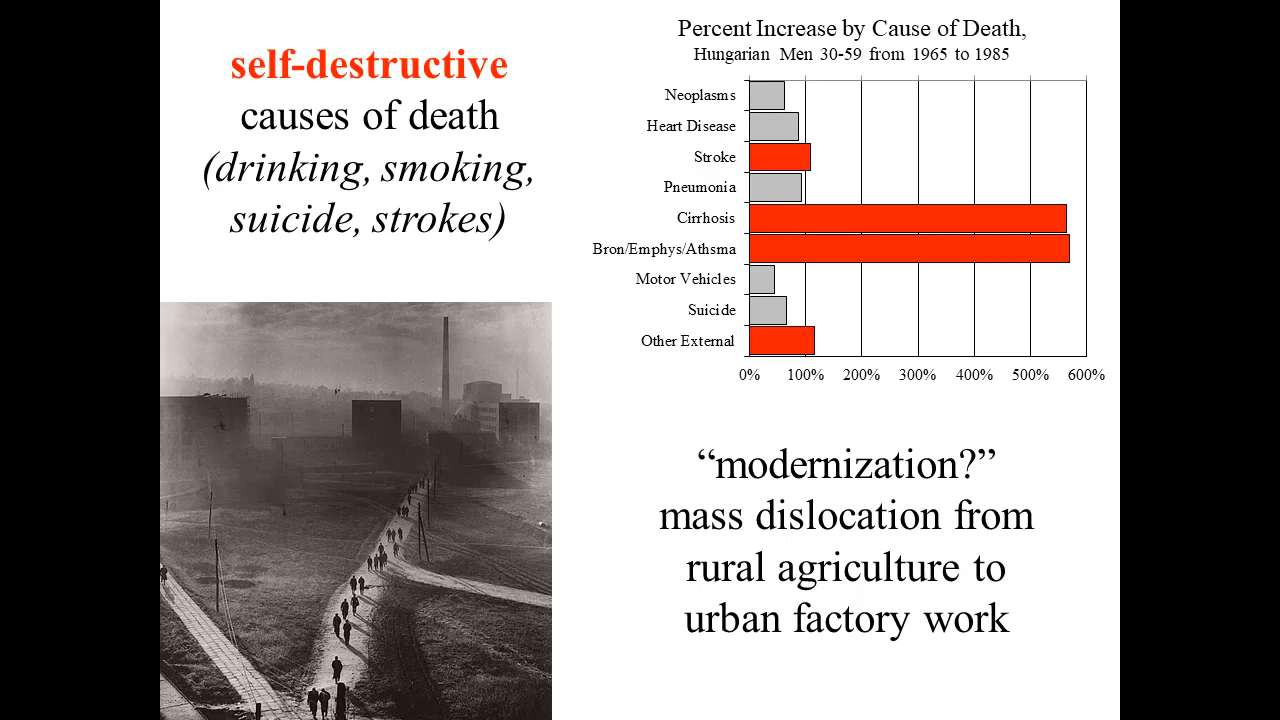 self-destructive
causes of death
(drinking, smoking,
suicide, strokes)
Percent Increase by Cause of Death,
Hungarian Men 30-59 from 1965 to 1985
Neoplasms
Heart Disease
Stroke
Pneumonia
Cirrhosis
Bron/Emphys/Athsma
Motor Vehicles
Suicide
Other External
0% 100% 200% 300% 400% 500% 600%
“modernization?”
mass dislocation from
rural agriculture to
urban factory work